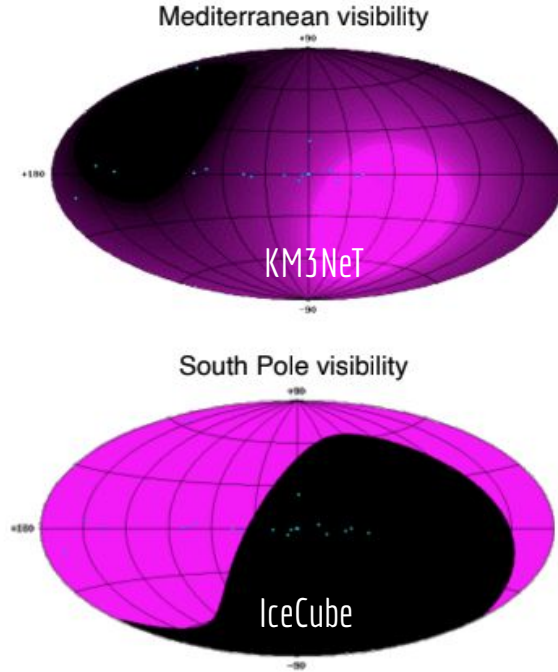 Mediterranean visibility
+90
+180
KM3NeT
-90
South Pole visibility
+90
+180
IceCube
-90